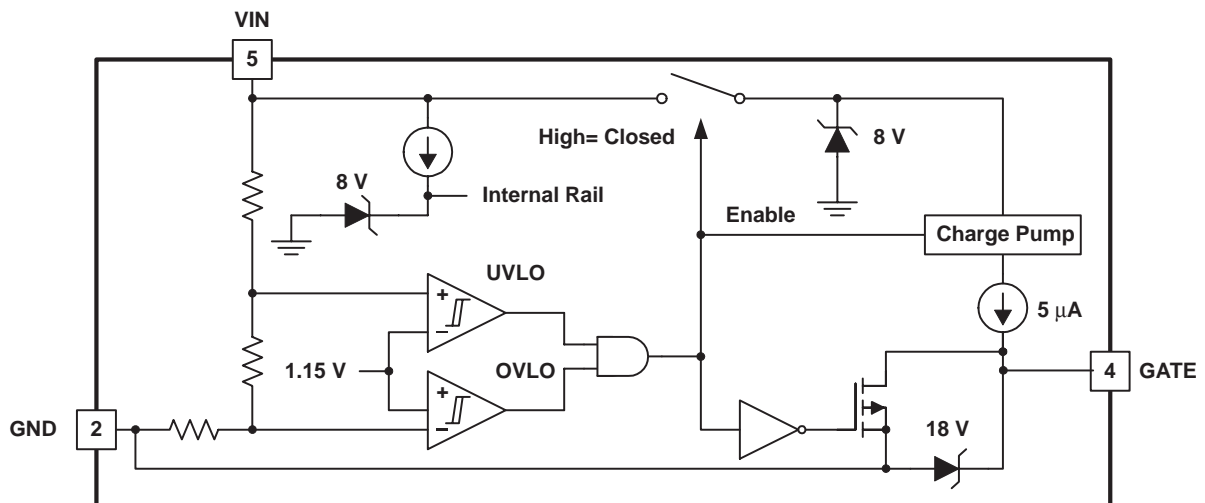 VIN
5
High= Closed
8 V
8 V
Internal Rail
Enable
Charge Pump
UVLO
+
−
5 μA
1.15 V
OVLO
4
GATE
+
−
GND
2
18 V